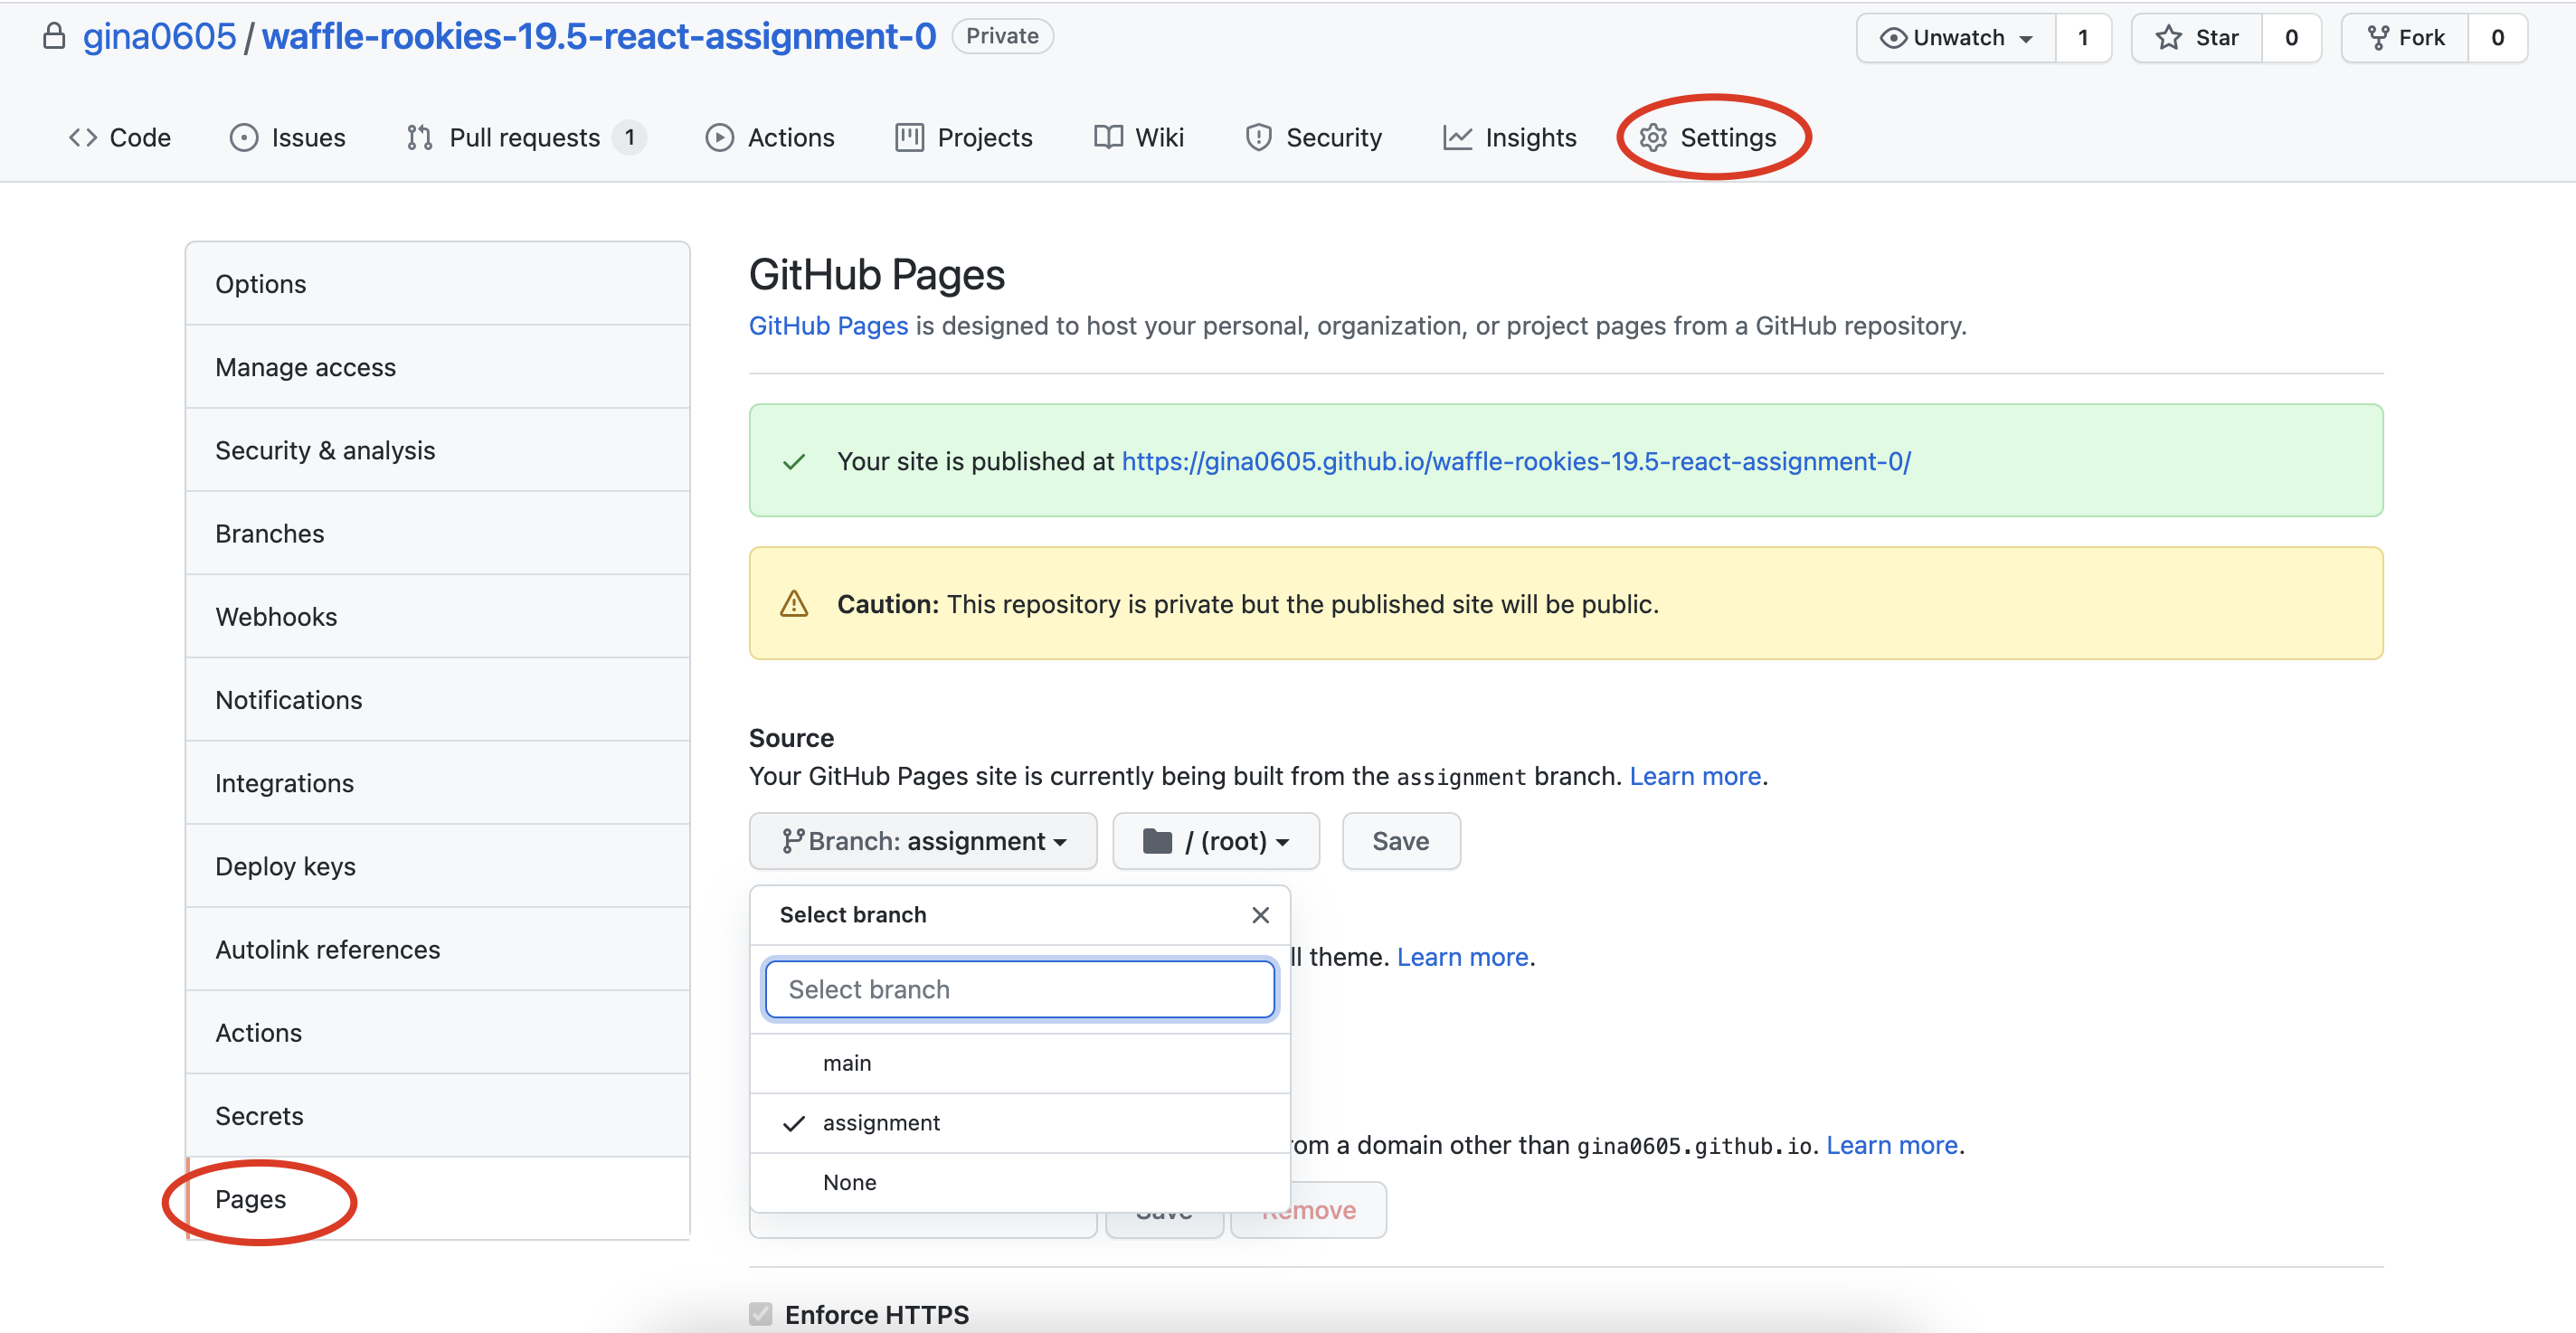 gina0605 / waffle-rookies-19.5-react-assignment-0 Private Unwatch 1 Star 0 Fork 0
Code Issues Pull requests 1 Actions Projects Wiki Security Insights Settings
Options
Manage access
Security & analysis
Branches
Webhooks
Notifications
Integrations
Deploy keys
Autolink references
Actions
Secrets
Pages
GitHub Pages
GitHub Pages is designed to host your personal, organization, or project pages from a GitHub repository.
Your site is published at https://gina0605.github.io/waffle-rookies-19.5-react-assignment-0/
Caution: This repository is private but the published site will be public.
Source
Your GitHub Pages site is currently being built from the assignment branch. Learn more.
Branch: assignment / (root) Save
Select branch
ll theme. Learn more.
Select branch
main
assignment
om a domain other than gina0605.github.io. Learn more.
None
Save Remove
Enforce HTTPS